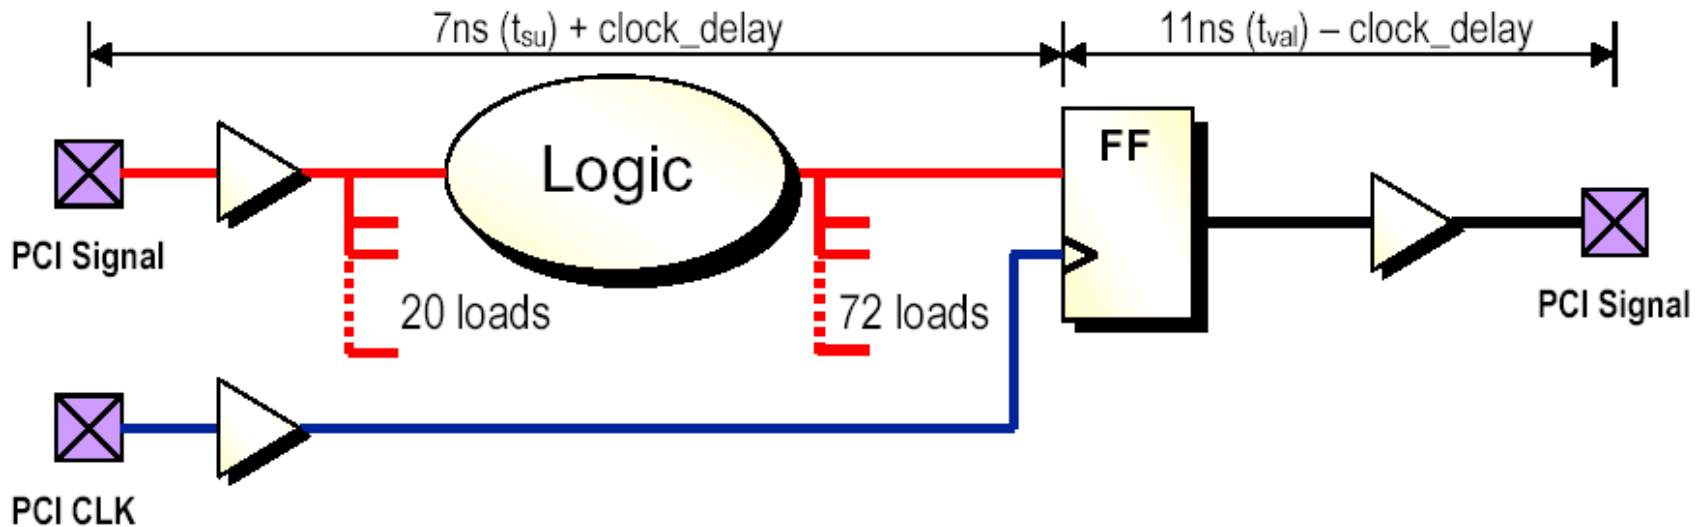 7ns (tsu) + clock_delay
11ns (tval) – clock_delay
FF
Logic
PCI Signal
20 loads
72 loads
PCI Signal
PCI CLK